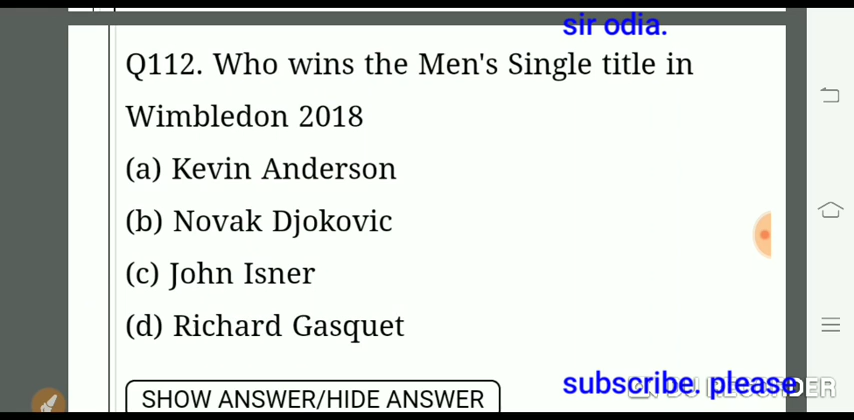 sir odia.
Q112. Who wins the Men's Single title in
Wimbledon 2018
(a) Kevin Anderson
(b) Novak Djokovic
(c) John Isner
(d) Richard Gasquet
SHOW ANSWER/HIDE ANSWER
subscribe. please
RECORDER